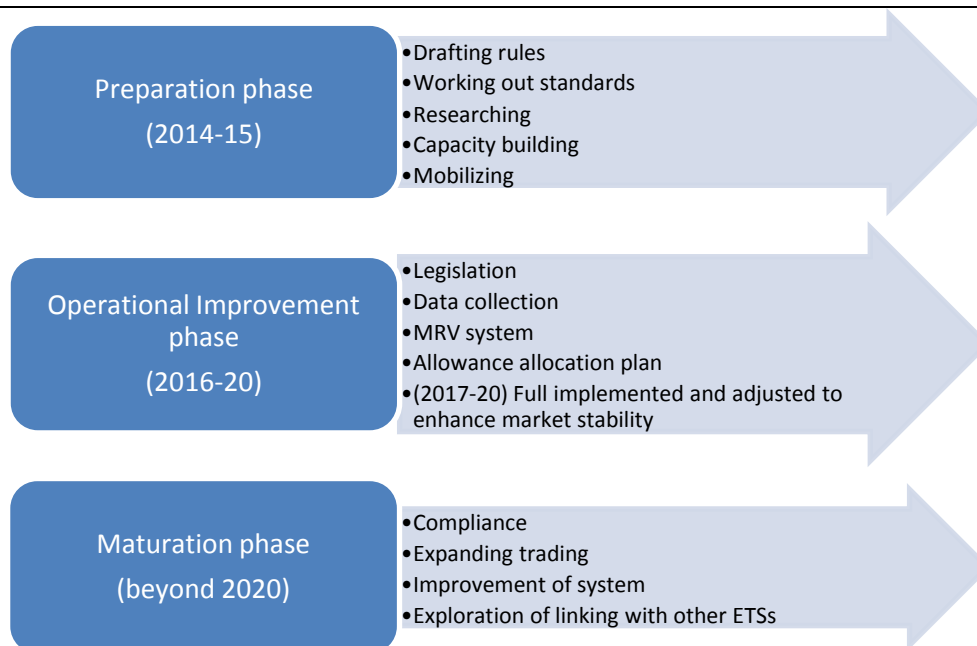 Preparation phase
(2014-15)
•Drafting rules
•Working out standards
•Researching
•Capacity building
•Mobilizing
Operational Improvement
phase
(2016-20)
•Legislation
•Data collection
•MRV system
•Allowance allocation plan
•(2017-20) Full implemented and adjusted to
enhance market stability
Maturation phase
(beyond 2020)
•Compliance
•Expanding trading
•Improvement of system
•Exploration of linking with other ETSs